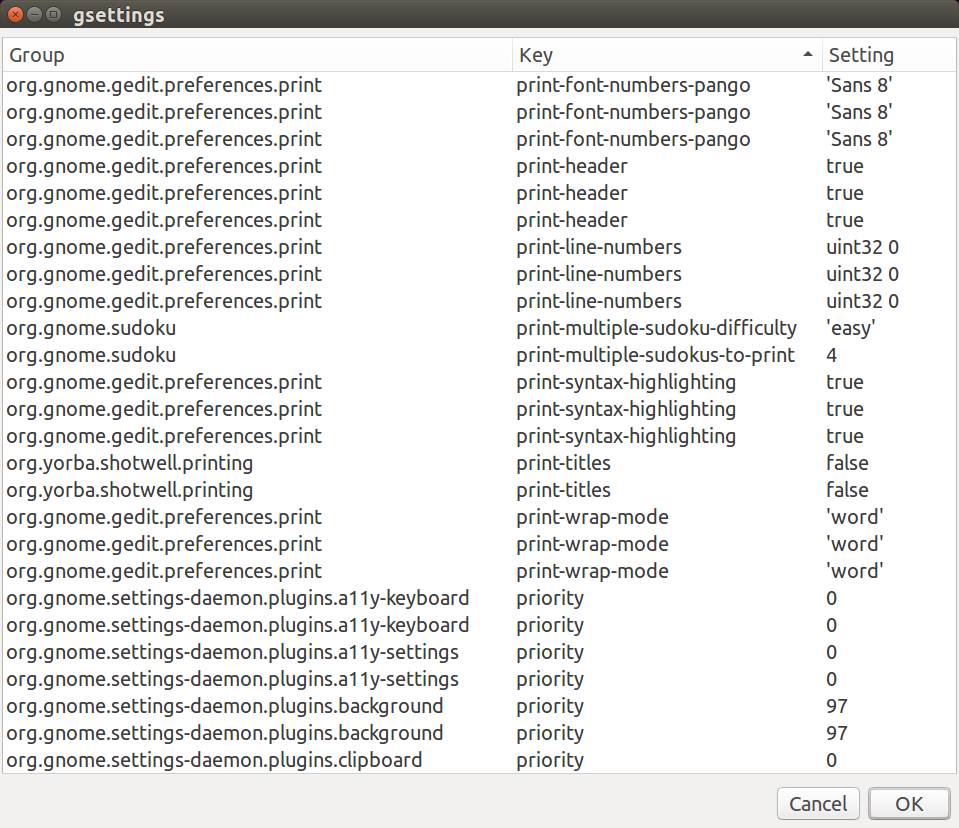 gsettings
Group Key Setting
org.gnome.gedit.preferences.print print-font-numbers-pango 'Sans 8'
org.gnome.gedit.preferences.print print-font-numbers-pango 'Sans 8'
org.gnome.gedit.preferences.print print-font-numbers-pango 'Sans 8'
org.gnome.gedit.preferences.print print-header true
org.gnome.gedit.preferences.print print-header true
org.gnome.gedit.preferences.print print-header true
org.gnome.gedit.preferences.print print-line-numbers uint32 0
org.gnome.gedit.preferences.print print-line-numbers uint32 0
org.gnome.gedit.preferences.print print-line-numbers uint32 0
org.gnome.sudoku print-multiple-sudoku-difficulty 'easy'
org.gnome.sudoku print-multiple-sudokus-to-print 4
org.gnome.gedit.preferences.print print-syntax-highlighting true
org.gnome.gedit.preferences.print print-syntax-highlighting true
org.gnome.gedit.preferences.print print-syntax-highlighting true
org.yorba.shotwell.printing print-titles false
org.yorba.shotwell.printing print-titles false
org.gnome.gedit.preferences.print print-wrap-mode 'word'
org.gnome.gedit.preferences.print print-wrap-mode 'word'
org.gnome.gedit.preferences.print print-wrap-mode 'word'
org.gnome.settings-daemon.plugins.a11y-keyboard priority 0
org.gnome.settings-daemon.plugins.a11y-keyboard priority 0
org.gnome.settings-daemon.plugins.a11y-settings priority 0
org.gnome.settings-daemon.plugins.a11y-settings priority 0
org.gnome.settings-daemon.plugins.background priority 97
org.gnome.settings-daemon.plugins.background priority 97
org.gnome.settings-daemon.plugins.clipboard priority 0
Cancel OK